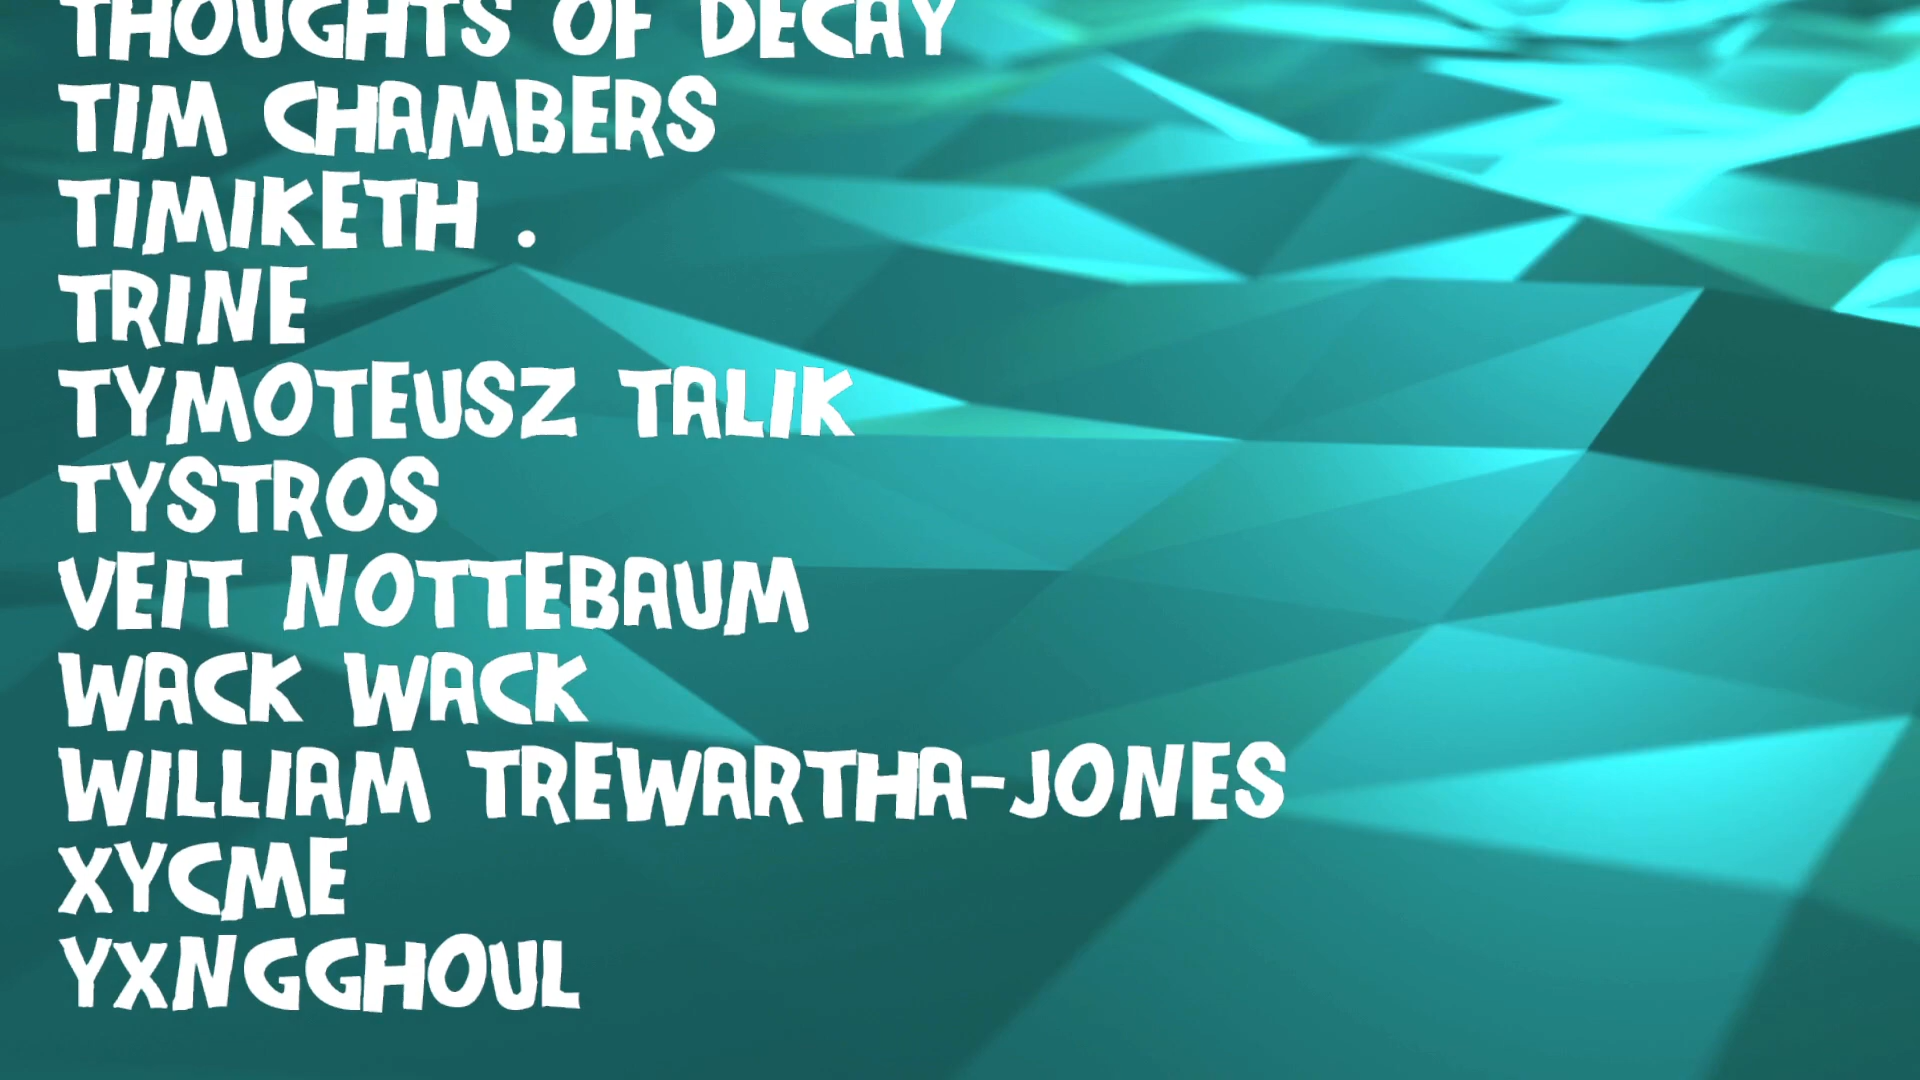 THOUGHTS OF DECAY
TIM CHAMBERS
TIMIKETH .
TRINE
TYMOTEUSZ TALIK
TYSTROS
VEIT NOTTEBAUM
WACK WACK
WILLIAM TREWARTHA-JONES
XYCME
YXNGGHOUL